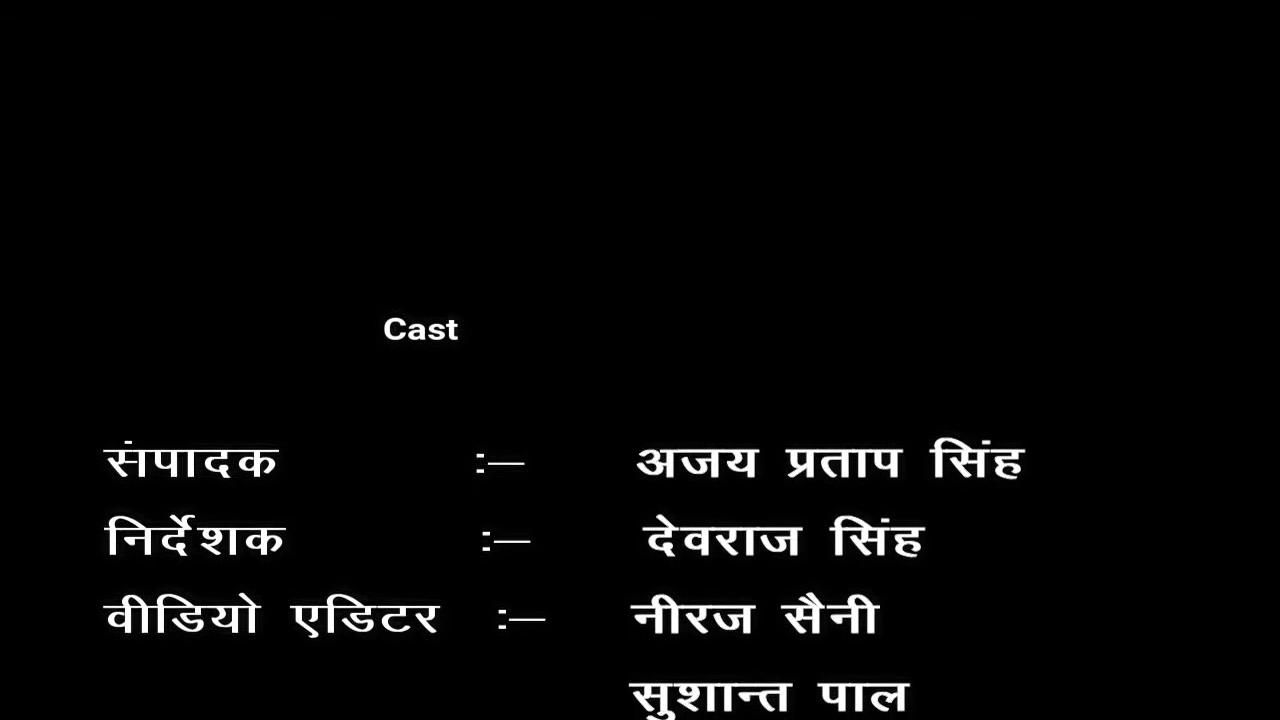 Cast
संपादक :— अजय प्रताप सिंह
निर्देशक :— देवराज सिंह
वीडियो एडिटर :— नीरज सैनी
सुशान्त पाल